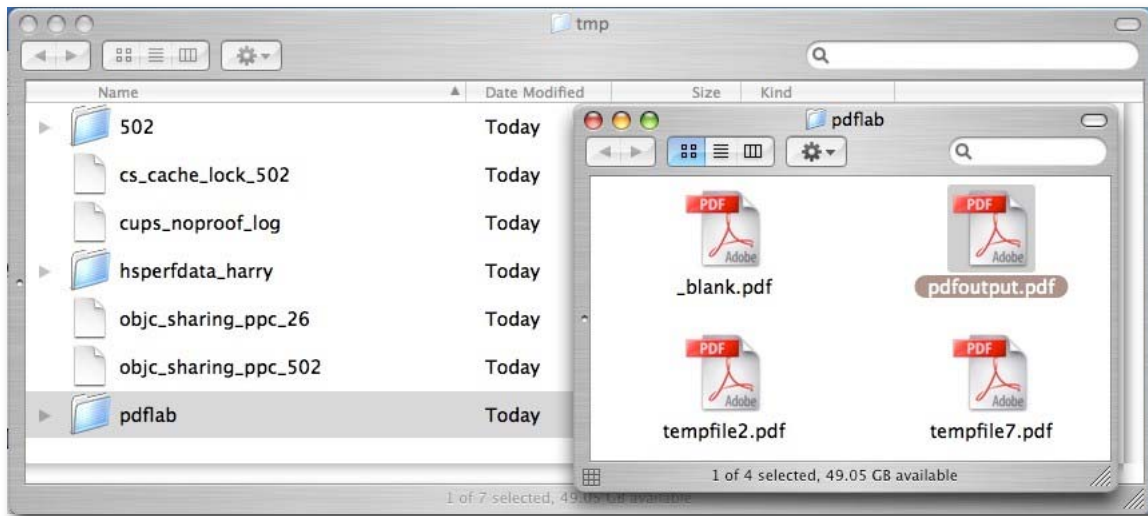 tmp
Name Date Modified Size Kind
502 Today
cs_cache_lock_502 Today
cups_noproof_log Today
hsperfdata_harry Today
objc_sharing_ppc_26 Today
objc_sharing_ppc_502 Today
pdflab Today
1 of 7 selected, 49.05 GB available
pdflab
PDF PDF
Adobe Adobe
_blank.pdf pdfoutput.pdf
PDF PDF
Adobe Adobe
tempfile2.pdf tempfile7.pdf
1 of 4 selected, 49.05 GB available